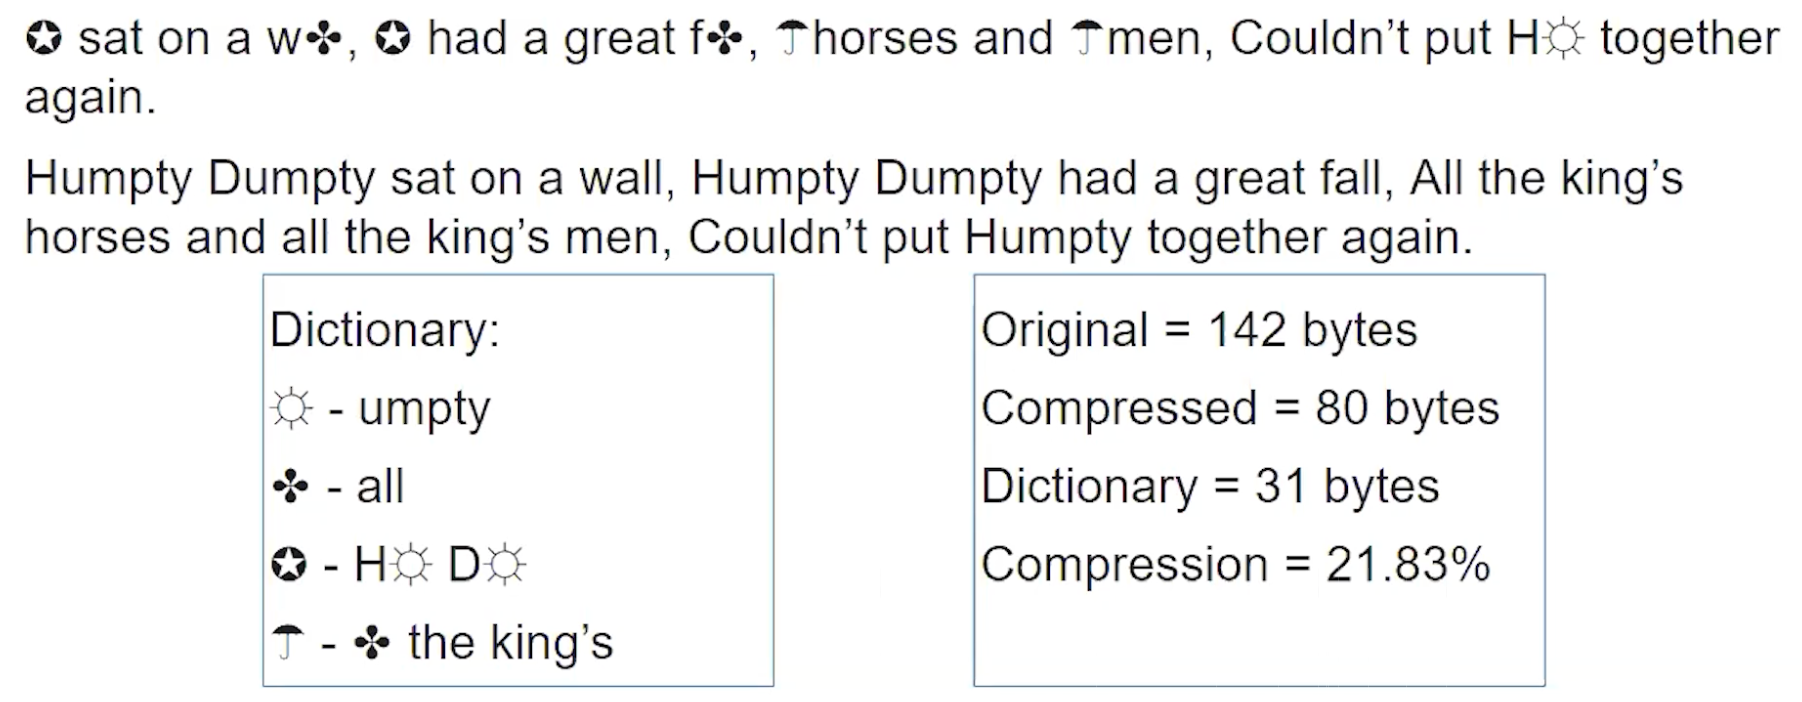 ✪ sat on a w✤, ✪ had a great f✤, ☂horses and ☂men, Couldn’t put H☼ together
again.
Humpty Dumpty sat on a wall, Humpty Dumpty had a great fall, All the king’s
horses and all the king’s men, Couldn’t put Humpty together again.
Dictionary:
☼ - umpty
✤ - all
✪ - H☼ D☼
☂ - ✤ the king’s
Original = 142 bytes
Compressed = 80 bytes
Dictionary = 31 bytes
Compression = 21.83%